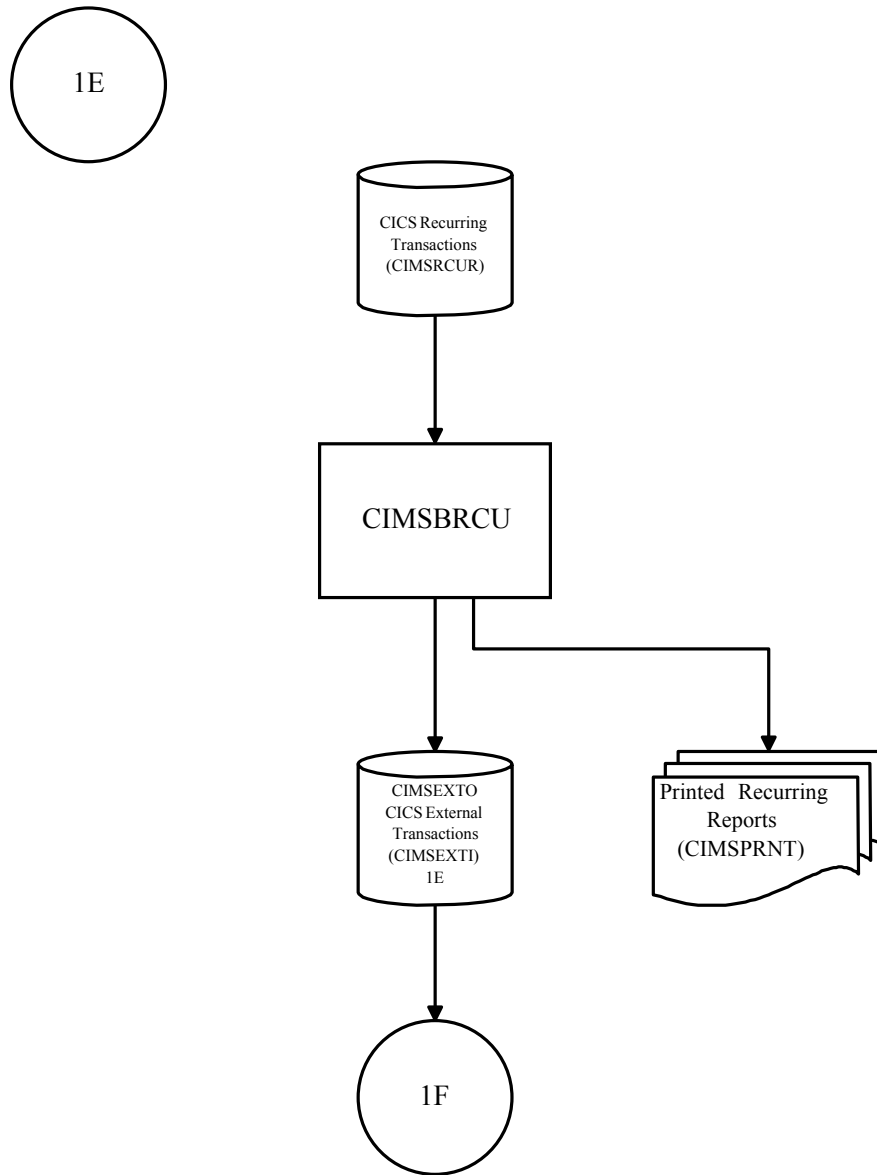 1E
CICS Recurring
Transactions
(CIMSRCUR)
CIMSBRCU
CIMSEXTO
CICS External
Transactions
(CIMSEXTI)
1E
Printed Recurring
Reports
(CIMSPRNT)
1F